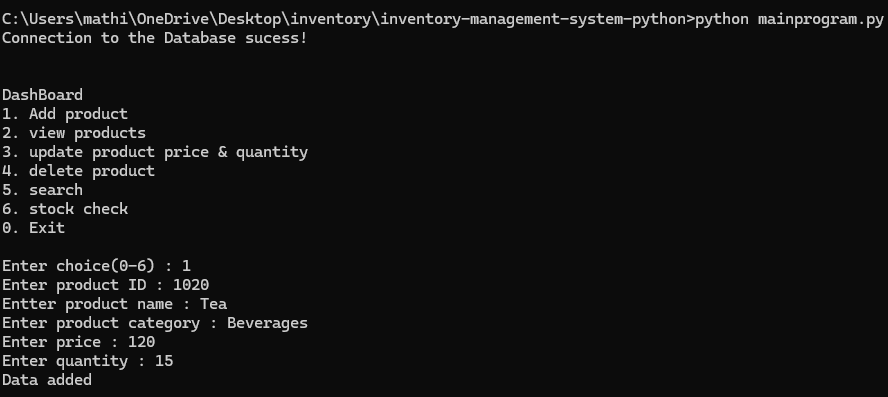 C:\Users\mathi\OneDrive\Desktop\inventory\inventory-management-system-python>python mainprogram.py
Connection to the Database sucess!
DashBoard
1. Add product
2. view products
3. update product price & quantity
4. delete product
5. search
6. stock check
0. Exit
Enter choice(0-6) : 1
Enter product ID : 1020
Entter product name : Tea
Enter product category : Beverages
Enter price : 120
Enter quantity : 15
Data added